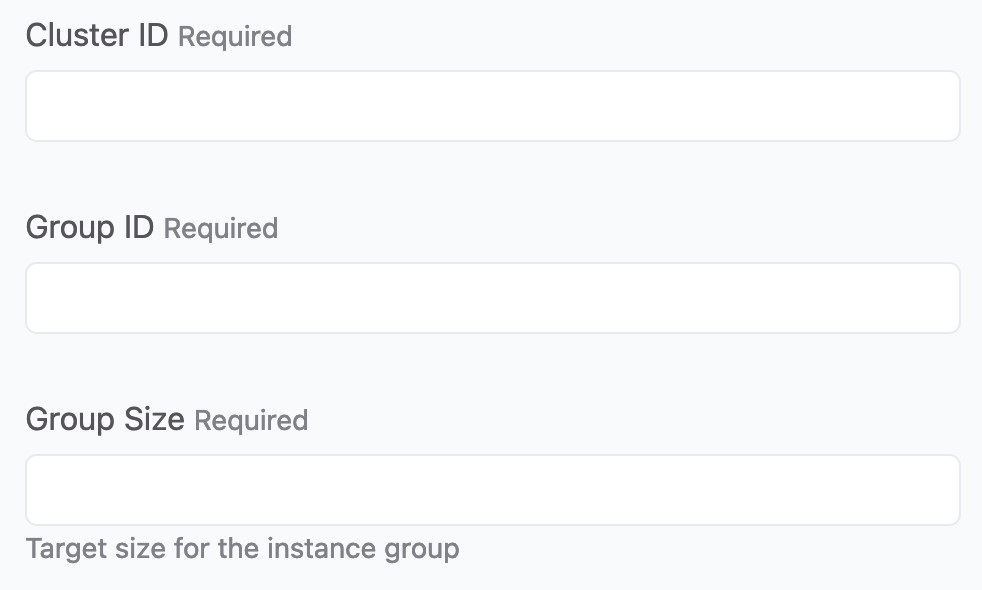 Cluster ID Required
Group ID Required
Group Size Required
Target size for the instance group